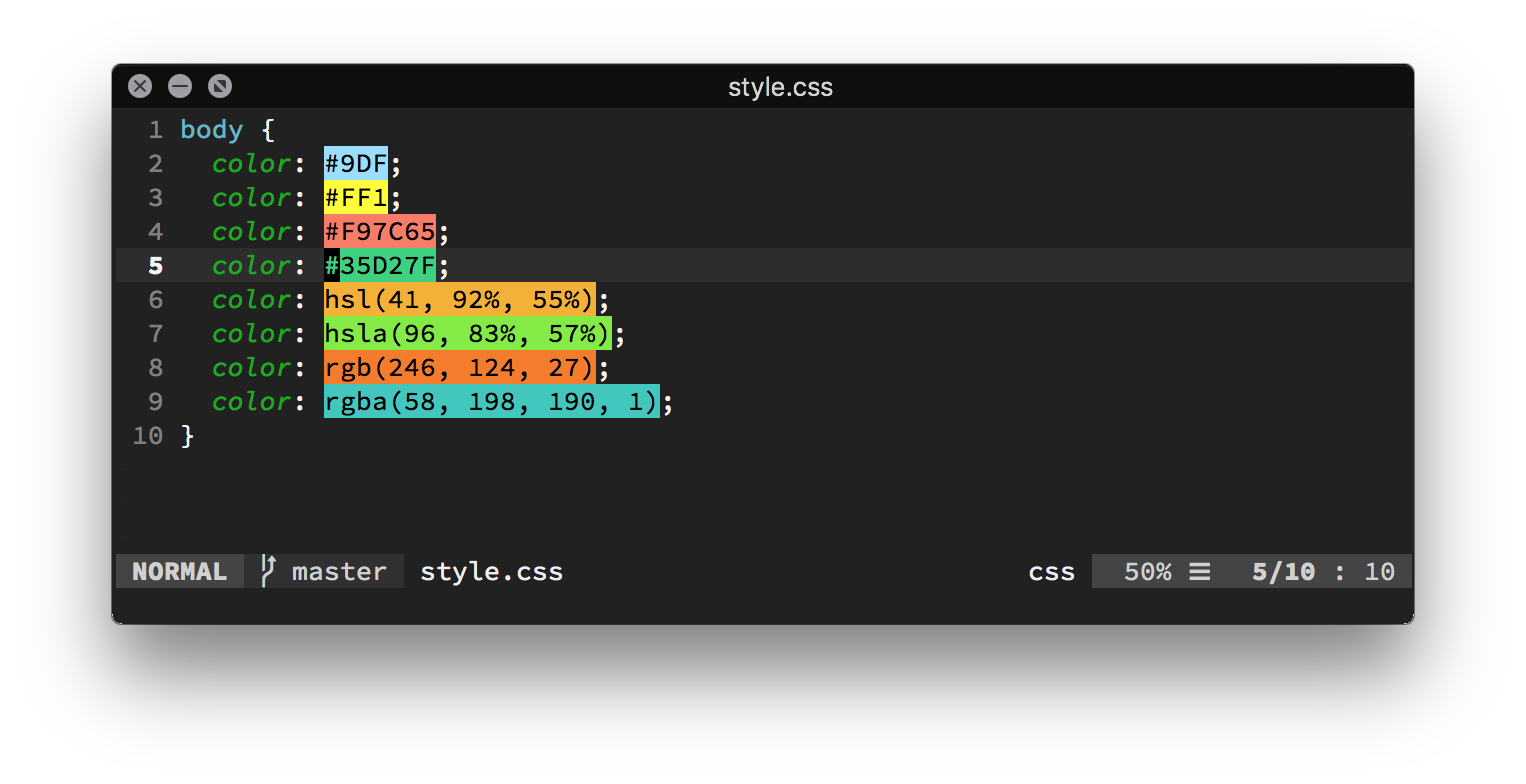 style.css
1 body {
2   color: #9DF;
3   color: #FF1;
4   color: #F97C65;
5   color: #35D27F;
6   color: hsl(41, 92%, 55%);
7   color: hsla(96, 83%, 57%);
8   color: rgb(246, 124, 27);
9   color: rgba(58, 198, 190, 1);
10 }
NORMAL master style.css css 50% ☰ 5/10 : 10